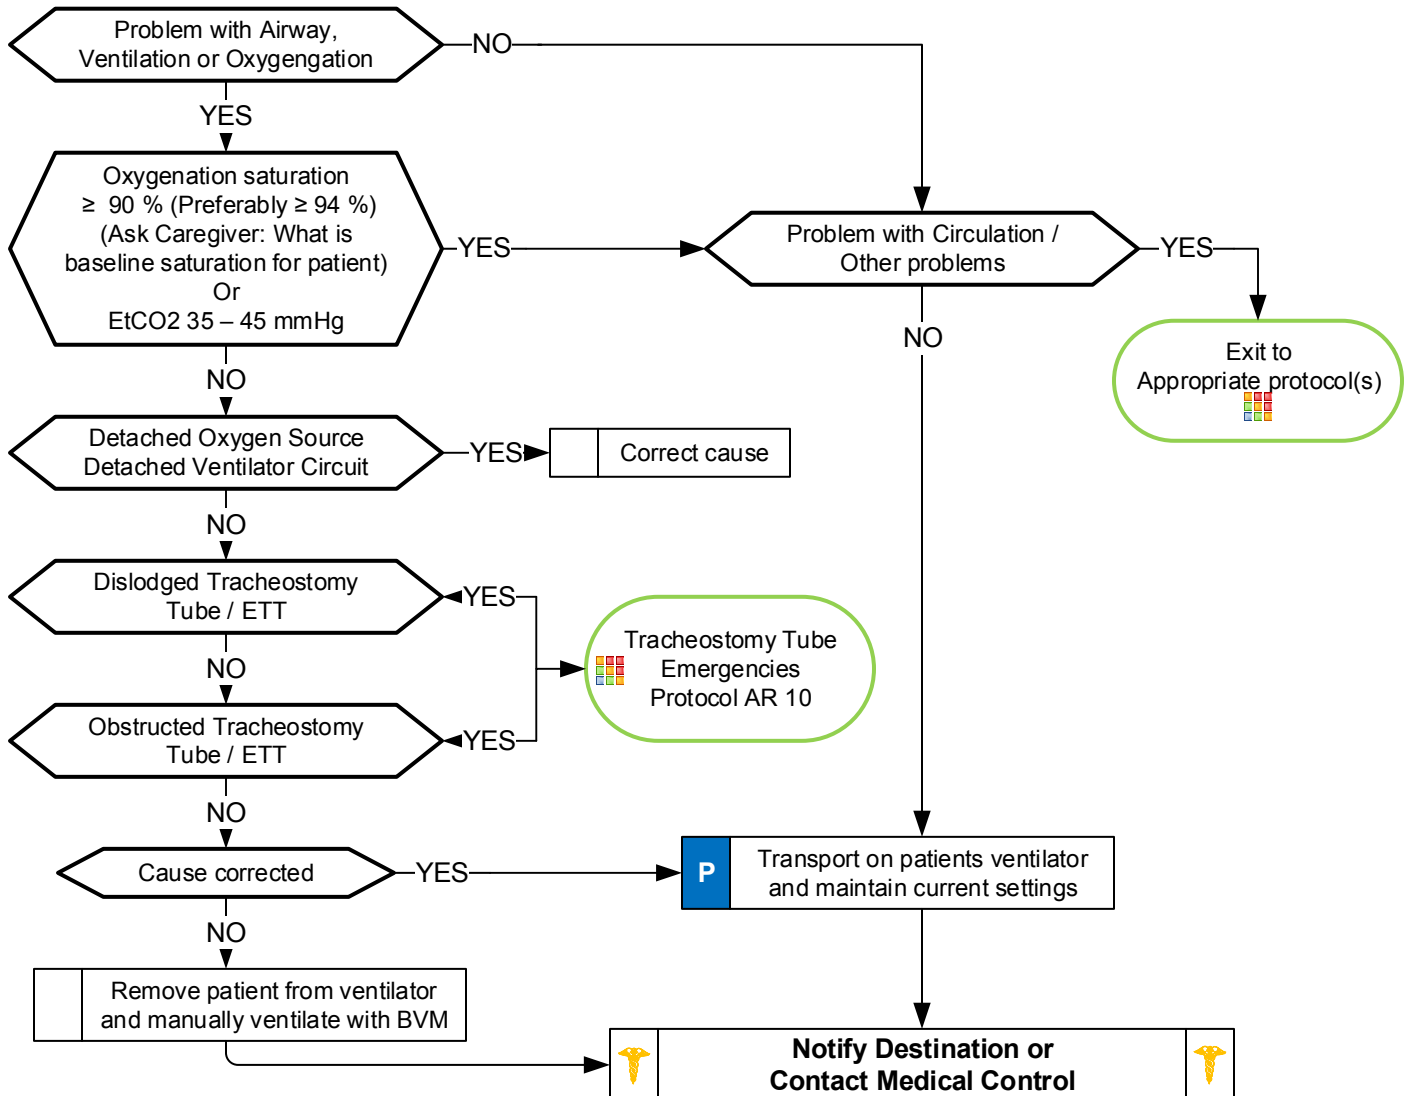 Problem with Airway,
Ventilation or Oxygengation
NO
YES
Oxygenation saturation
≥ 90 % (Preferably ≥ 94 %)
(Ask Caregiver: What is
baseline saturation for patient)
Or
EtCO2 35 – 45 mmHg
YES
Problem with Circulation /
Other problems
YES
NO
Exit to
Appropriate protocol(s)
NO
Detached Oxygen Source
Detached Ventilator Circuit
YES
Correct cause
NO
Dislodged Tracheostomy
Tube / ETT
YES
Tracheostomy Tube
Emergencies
Protocol AR 10
NO
Obstructed Tracheostomy
Tube / ETT
YES
NO
Cause corrected
YES
P
Transport on patients ventilator
and maintain current settings
NO
Remove patient from ventilator
and manually ventilate with BVM
Notify Destination or
Contact Medical Control